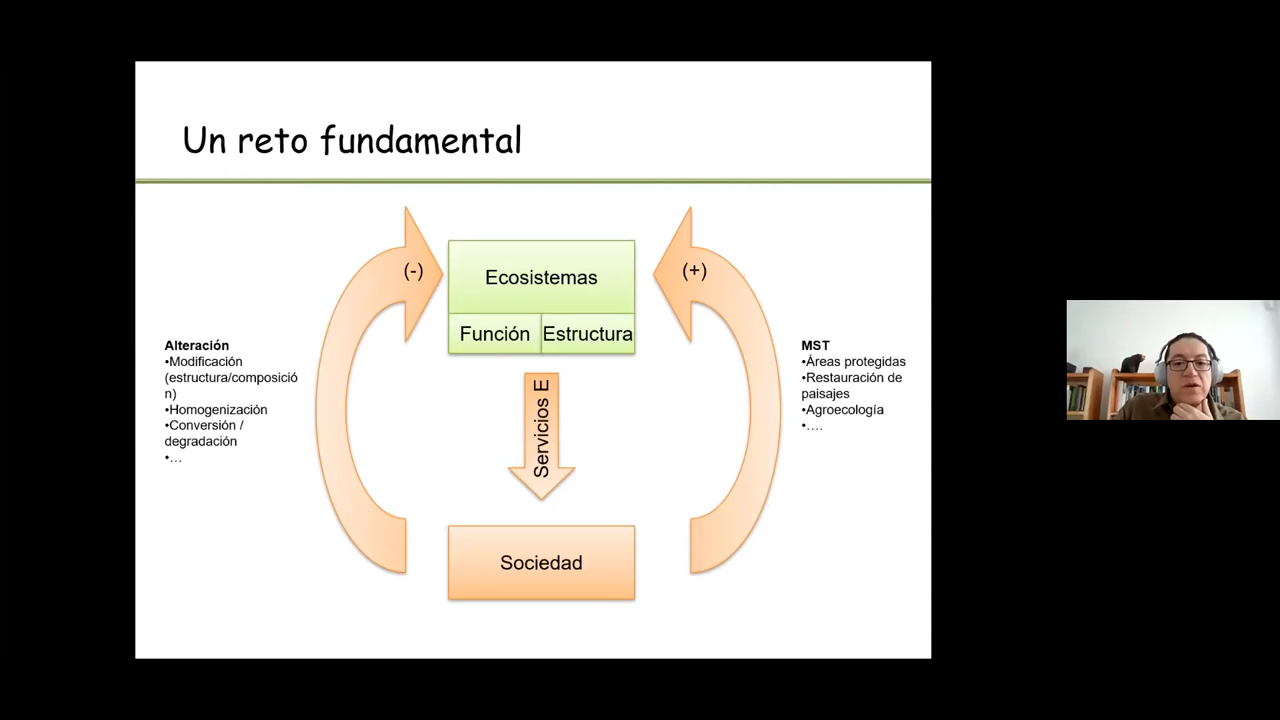 Un reto fundamental
(-)
Ecosistemas
(+)
Función
Estructura
Alteración
•Modificación
(estructura/composició
n)
•Homogenización
•Conversión /
degradación
•...
Servicios E
MST
•Áreas protegidas
•Restauración de
paisajes
•Agroecología
•....
Sociedad